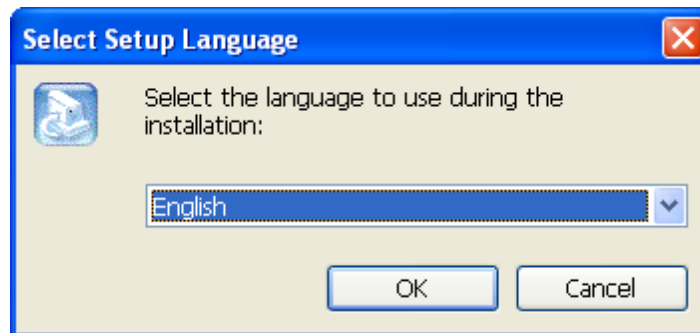 Select Setup Language
Select the language to use during the
installation:
English
OK
Cancel